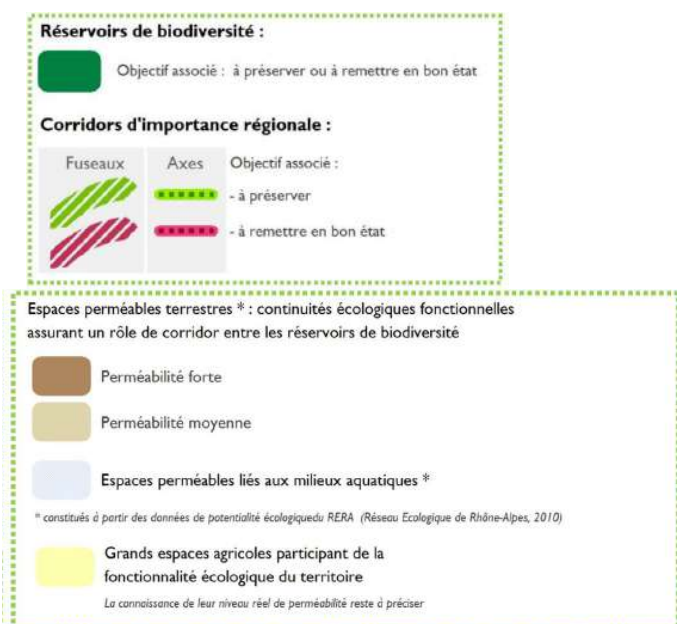 Réservoirs de biodiversité :
Objectif associé : à préserver ou à remettre en bon état
Corridors d'importance régionale :
Fuseaux Axes Objectif associé :
- à préserver
- à remettre en bon état
Espaces perméables terrestres * : continuités écologiques fonctionnelles
assurant un rôle de corridor entre les réservoirs de biodiversité
Perméabilité forte
Perméabilité moyenne
Espaces perméables liés aux milieux aquatiques *
* constitués à partir des données de potentialité écologiquedu RERA (Réseau Ecologique de Rhône-Alpes, 2010)
Grands espaces agricoles participant de la
fonctionnalité écologique du territoire
La connaissance de leur niveau réel de perméabilité reste à préciser